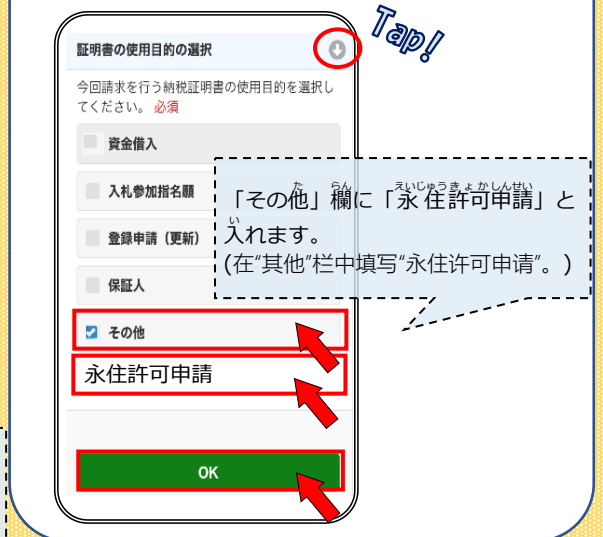 Tap!
証明書の使用目的の選択
今回請求を行う納税証明書の使用目的を選択し
てください。 必須
資金借入
入札参加指名願
登録申請（更新）
保証人
その他
永住許可申請
OK
「その他」欄に「永住許可申請」と
入れます。
(在“其他”栏中填写“永住许可申请”。)